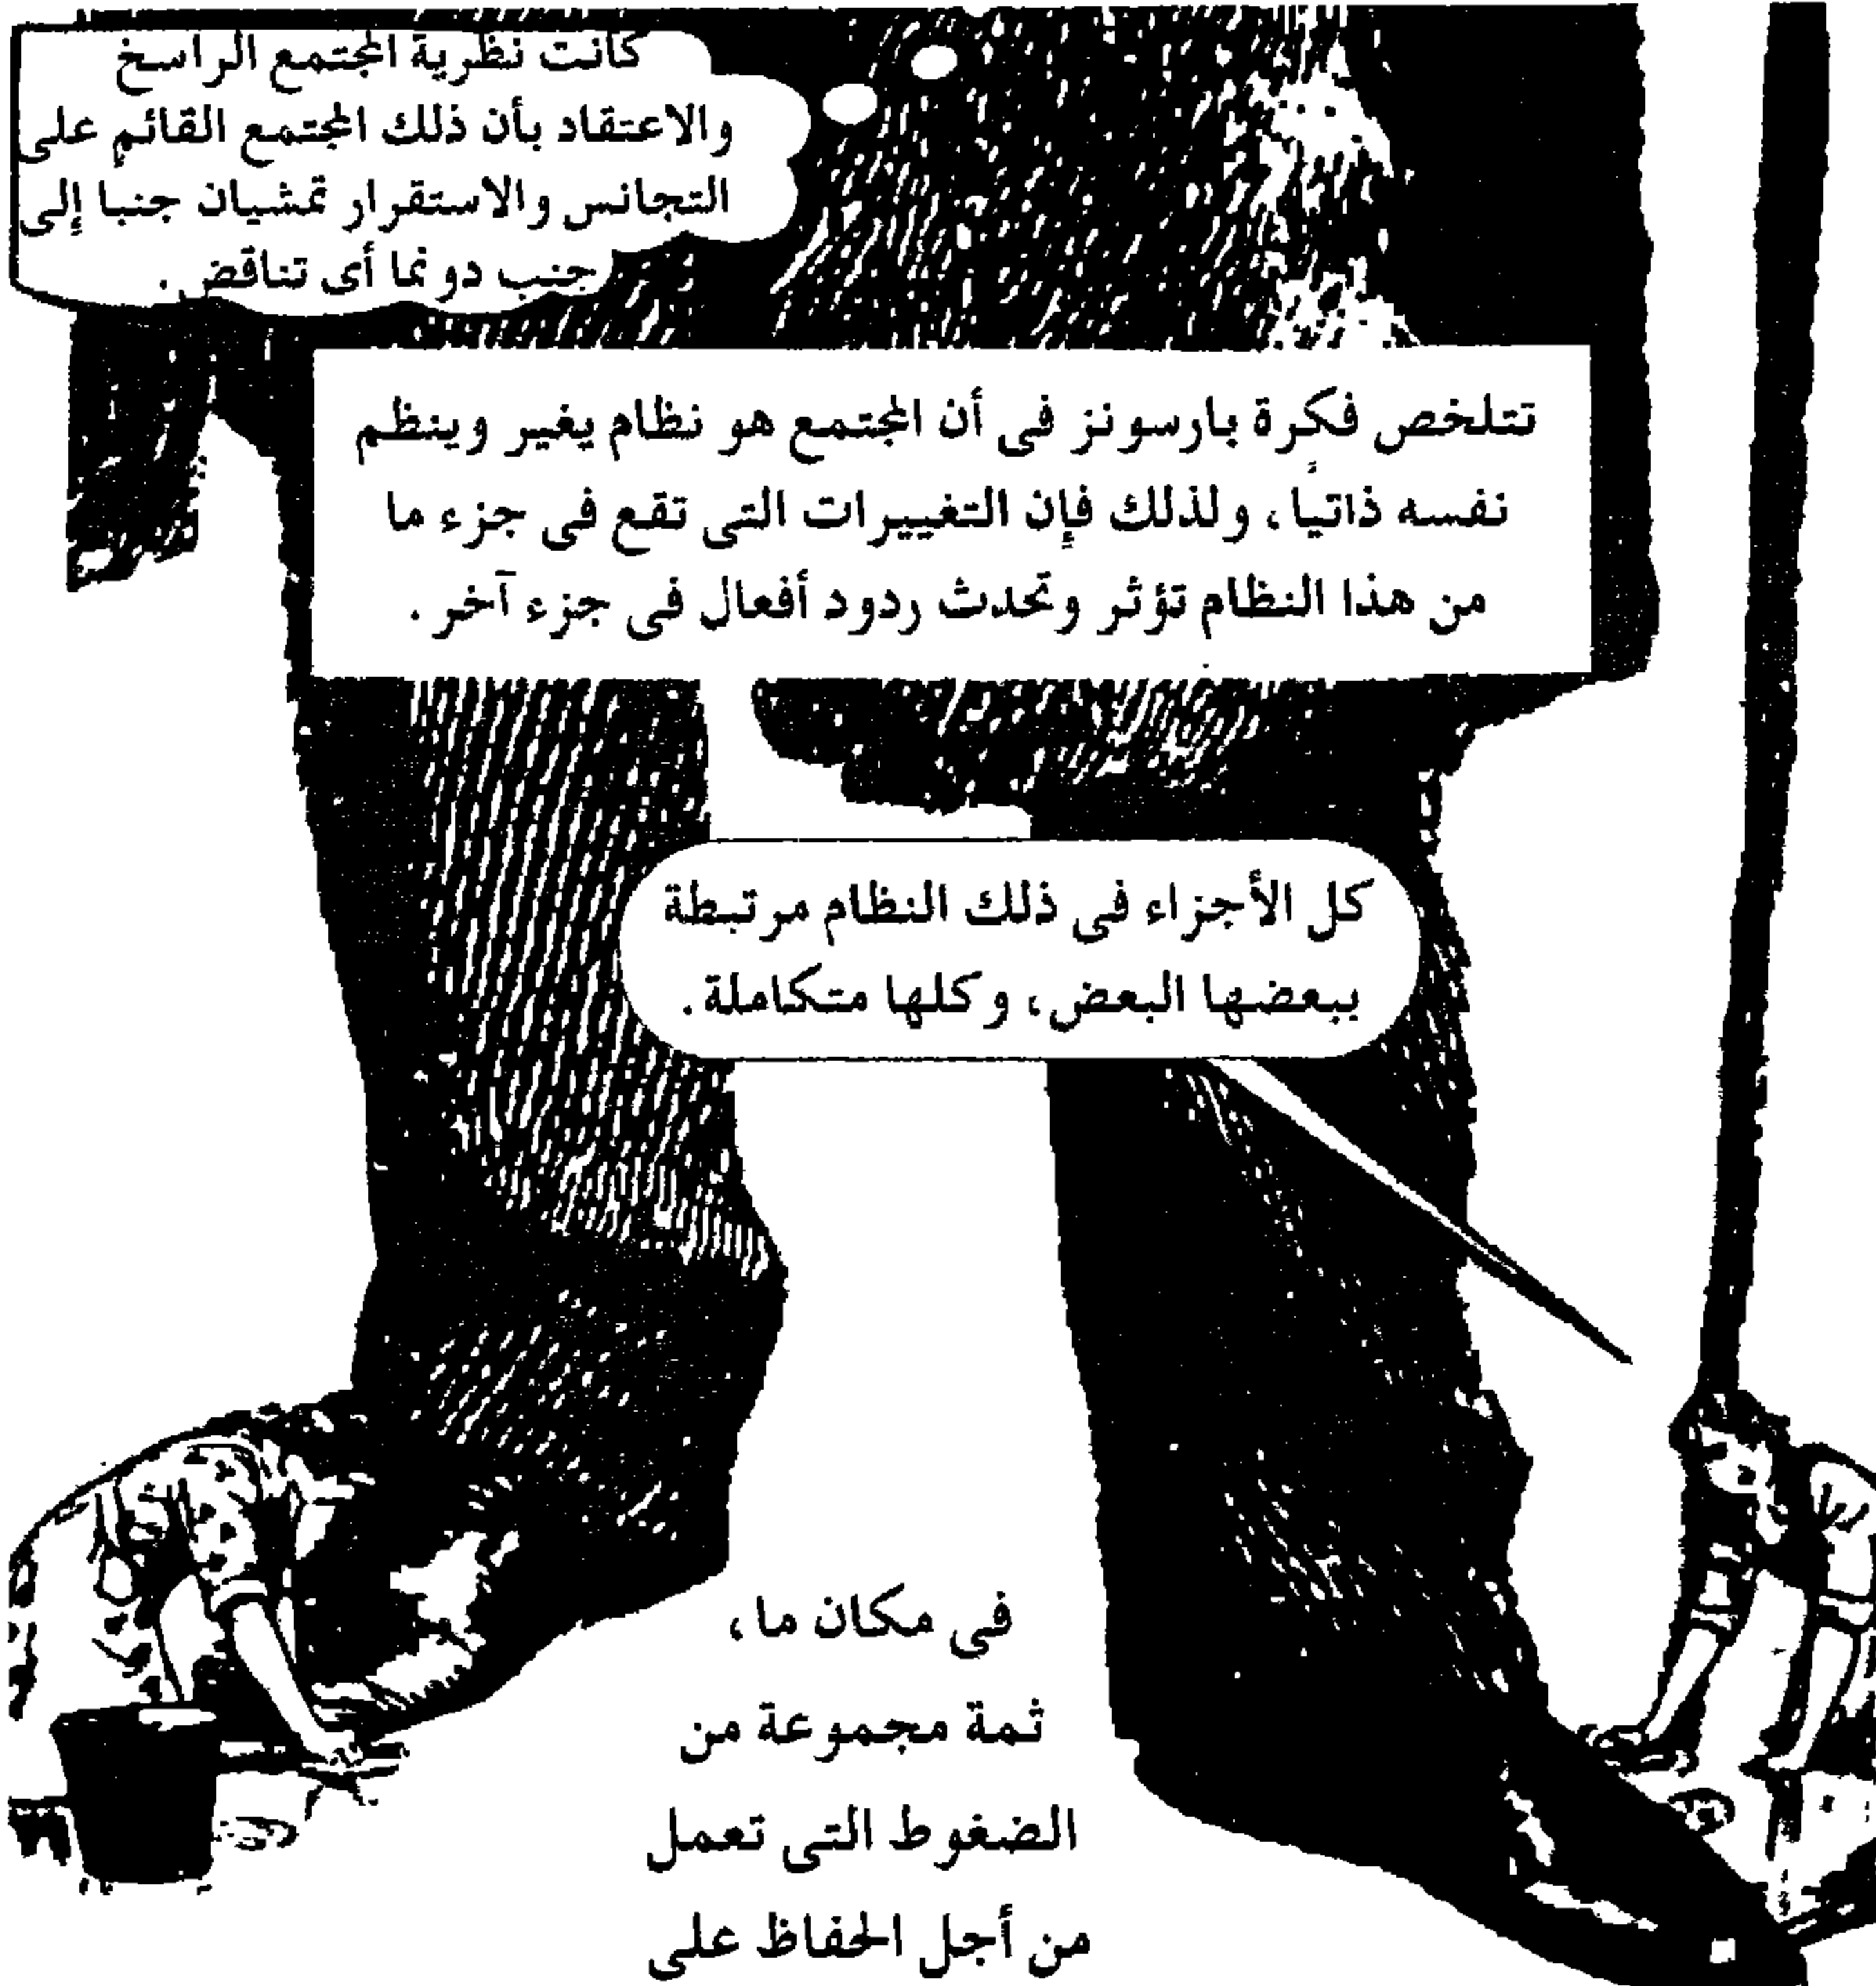 كانت نظرية المجتمع الراسخ
والاعتقاد بأن ذلك المجتمع القائم على
التجانس والاستقرار تمشيان جنبا إلى
جنب دونما أى تناقض .
تتلخص فكرة بارسونز فى أن المجتمع هو نظام يغير وينظم
نفسه ذاتيًا، ولذلك فإن التغييرات التى تقع فى جزء ما
من هذا النظام تؤثر وتحدث ردود أفعال فى جزء آخر .
كل الأجزاء فى ذلك النظام مرتبطة
ببعضها البعض، وكلها متكاملة.
فى مكان ما ،
ثمة مجموعة من
الضغوط التى تعمل
من أجل الحفاظ على